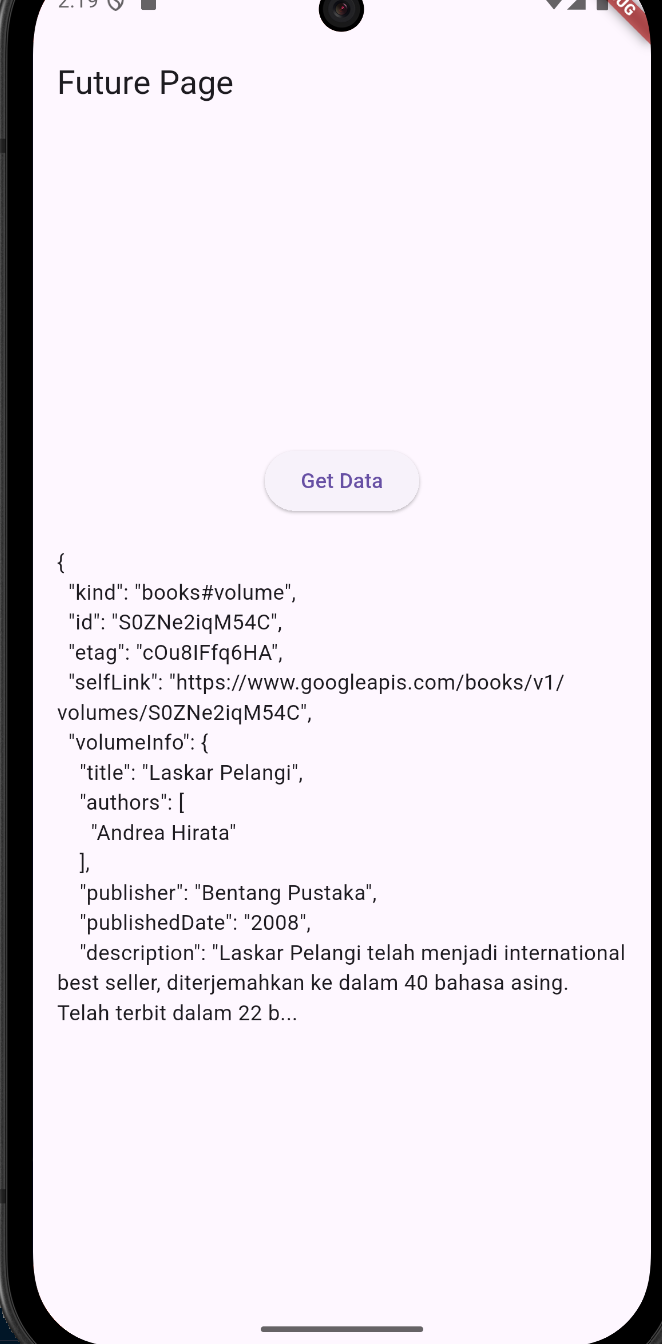 2:19
UG
Future Page
Get Data
{
"kind": "books#volume",
"id": "S0ZNe2iqM54C",
"etag": "cOu8IFfq6HA",
"selfLink": "https://www.googleapis.com/books/v1/
volumes/S0ZNe2iqM54C",
"volumeInfo": {
"title": "Laskar Pelangi",
"authors": [
"Andrea Hirata"
],
"publisher": "Bentang Pustaka",
"publishedDate": "2008",
"description": "Laskar Pelangi telah menjadi international
best seller, diterjemahkan ke dalam 40 bahasa asing.
Telah terbit dalam 22 b...